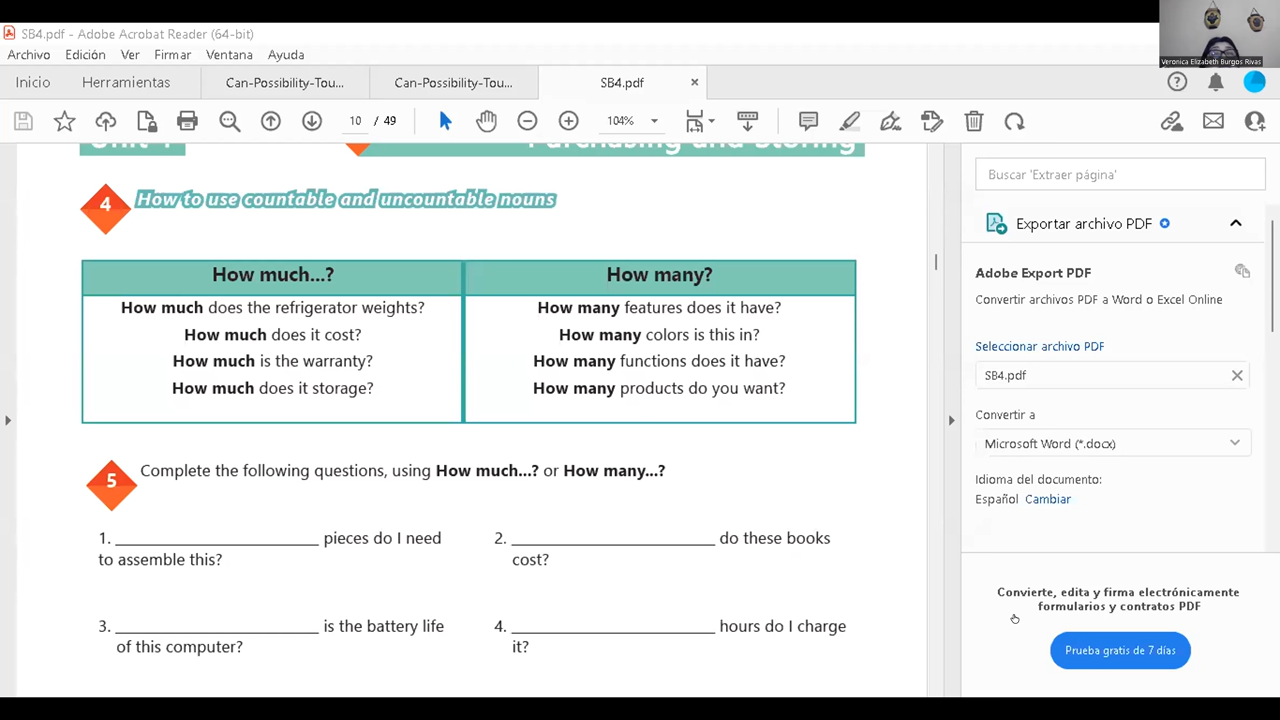 SB4.pdf - Adobe Acrobat Reader (64-bit)
Archivo Edición Ver Firmar Ventana Ayuda
Veronica Elizabeth Burgos Rivas
Inicio Herramientas Can-Possibility-Tou... Can-Possibility-Tou... SB4.pdf
10 / 49 104%
Purchasing and Storing
4 How to use countable and uncountable nouns
How much...? How many?
How much does the refrigerator weights? How many features does it have?
How much does it cost? How many colors is this in?
How much is the warranty? How many functions does it have?
How much does it storage? How many products do you want?
5 Complete the following questions, using How much...? or How many...?
1. ____________________ pieces do I need 2. ____________________ do these books
to assemble this? cost?
3. ____________________ is the battery life 4. ____________________ hours do I charge
of this computer? it?
Buscar 'Extraer página'
Exportar archivo PDF
Adobe Export PDF
Convertir archivos PDF a Word o Excel Online
Seleccionar archivo PDF
SB4.pdf
Convertir a
Microsoft Word (*.docx)
Idioma del documento:
Español Cambiar
Convierte, edita y firma electrónicamente
formularios y contratos PDF
Prueba gratis de 7 días